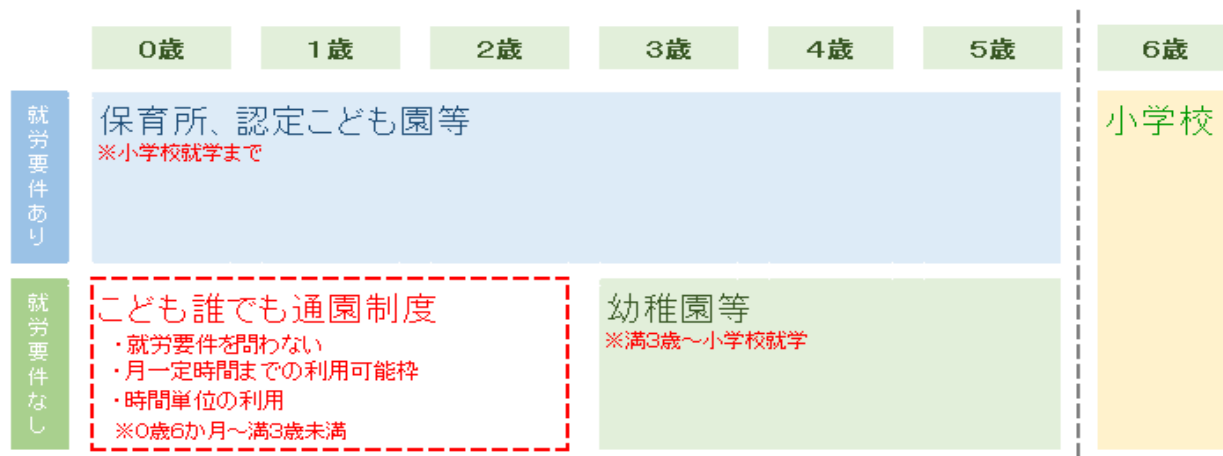 0歳
1歳
2歳
3歳
4歳
5歳
6歳
就労要件あり
保育所、認定こども園等
※小学校就学まで
小学校
就労要件なし
こども誰でも通園制度
・就労要件を問わない
・月一定時間までの利用可能枠
・時間単位の利用
※0歳6か月～満3歳未満
幼稚園等
※満3歳～小学校就学